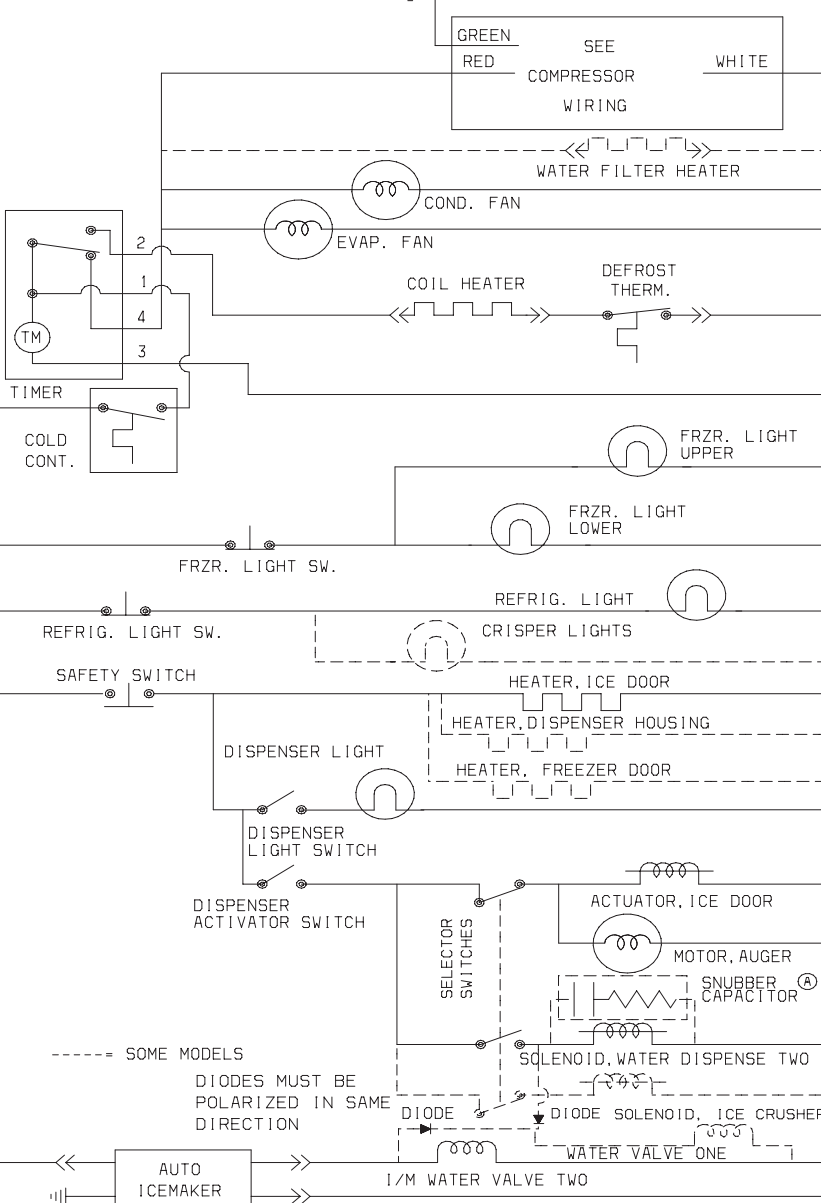 GREEN
SEE
RED
COMPRESSOR
WHITE
WIRING
WATER FILTER HEATER
COND. FAN
EVAP. FAN
2
1
4
3
TM
TIMER
COIL HEATER
DEFROST
THERM.
COLD
CONT.
FRZR. LIGHT
UPPER
FRZR. LIGHT
LOWER
FRZR. LIGHT SW.
REFRIG. LIGHT
REFRIG. LIGHT SW.
CRISPER LIGHTS
SAFETY SWITCH
HEATER, ICE DOOR
HEATER, DISPENSER HOUSING
DISPENSER LIGHT
HEATER, FREEZER DOOR
DISPENSER
LIGHT SWITCH
DISPENSER
ACTIVATOR SWITCH
ACTUATOR, ICE DOOR
SELECTOR
SWITCHES
MOTOR, AUGER
SNUBBER A
CAPACITOR
SOLENOID, WATER DISPENSE TWO
-----= SOME MODELS
DIODES MUST BE
POLARIZED IN SAME
DIRECTION
DIODE
DIODE
SOLENOID, ICE CRUSHER
WATER VALVE ONE
AUTO
ICEMAKER
I/M WATER VALVE TWO